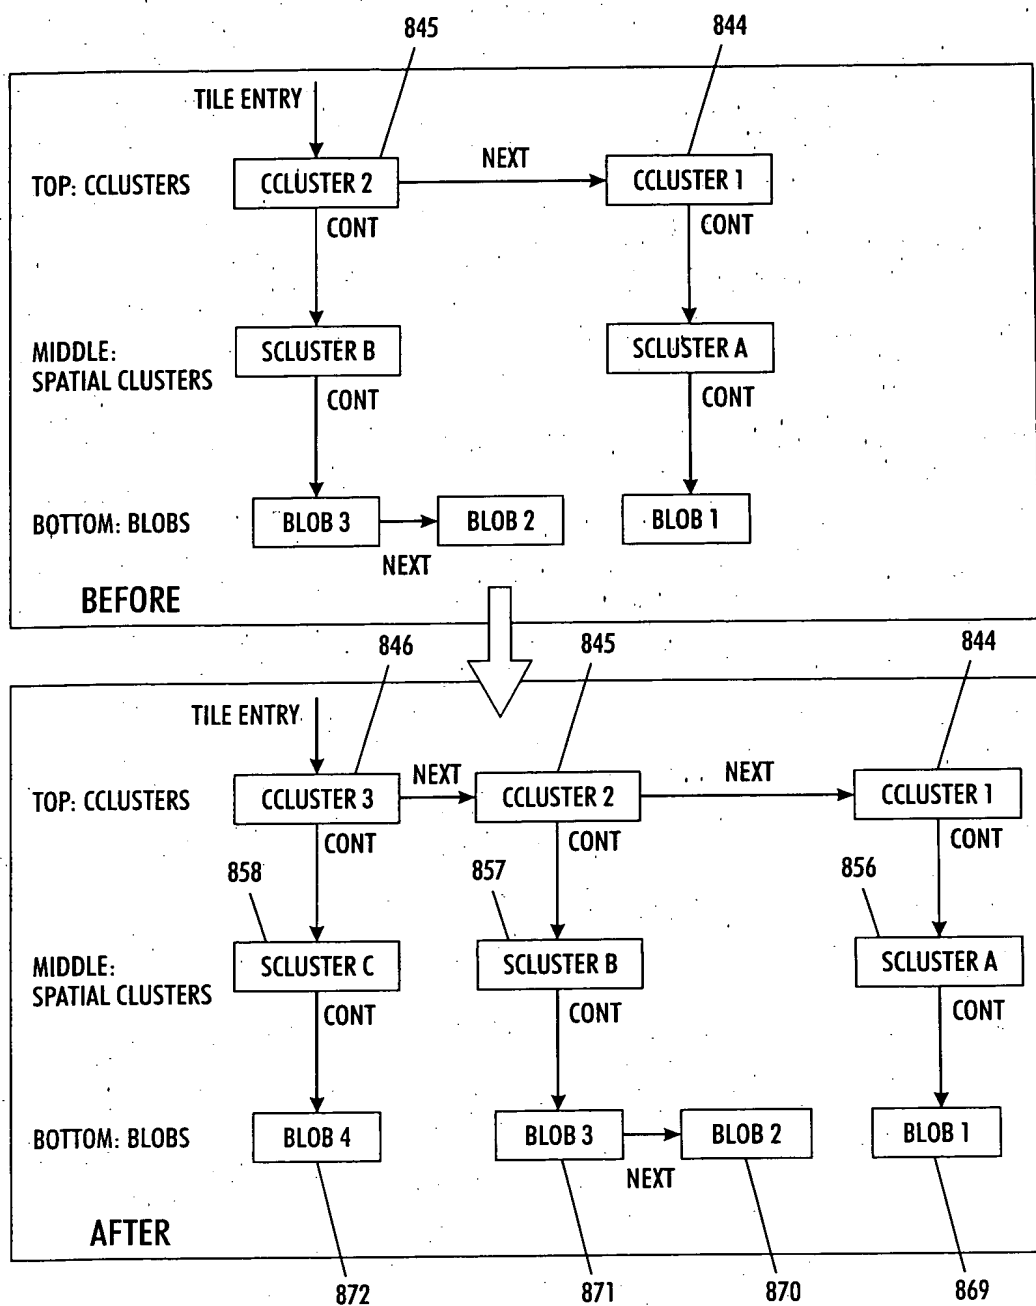 845
844
TILE ENTRY
NEXT
TOP: CCLUSTERS
CCLUSTER 2
CCLUSTER 1
CONT
CONT
MIDDLE:
SPATIAL CLUSTERS
SCLUSTER B
SCLUSTER A
CONT
CONT
BOTTOM: BLOBS
BLOB 3
BLOB 2
BLOB 1
NEXT
BEFORE
846
845
844
TILE ENTRY
NEXT
NEXT
TOP: CCLUSTERS
CCLUSTER 3
CCLUSTER 2
CCLUSTER 1
CONT
CONT
CONT
858
857
856
MIDDLE:
SPATIAL CLUSTERS
SCLUSTER C
SCLUSTER B
SCLUSTER A
CONT
CONT
CONT
BOTTOM: BLOBS
BLOB 4
BLOB 3
BLOB 2
BLOB 1
NEXT
AFTER
872
871
870
869